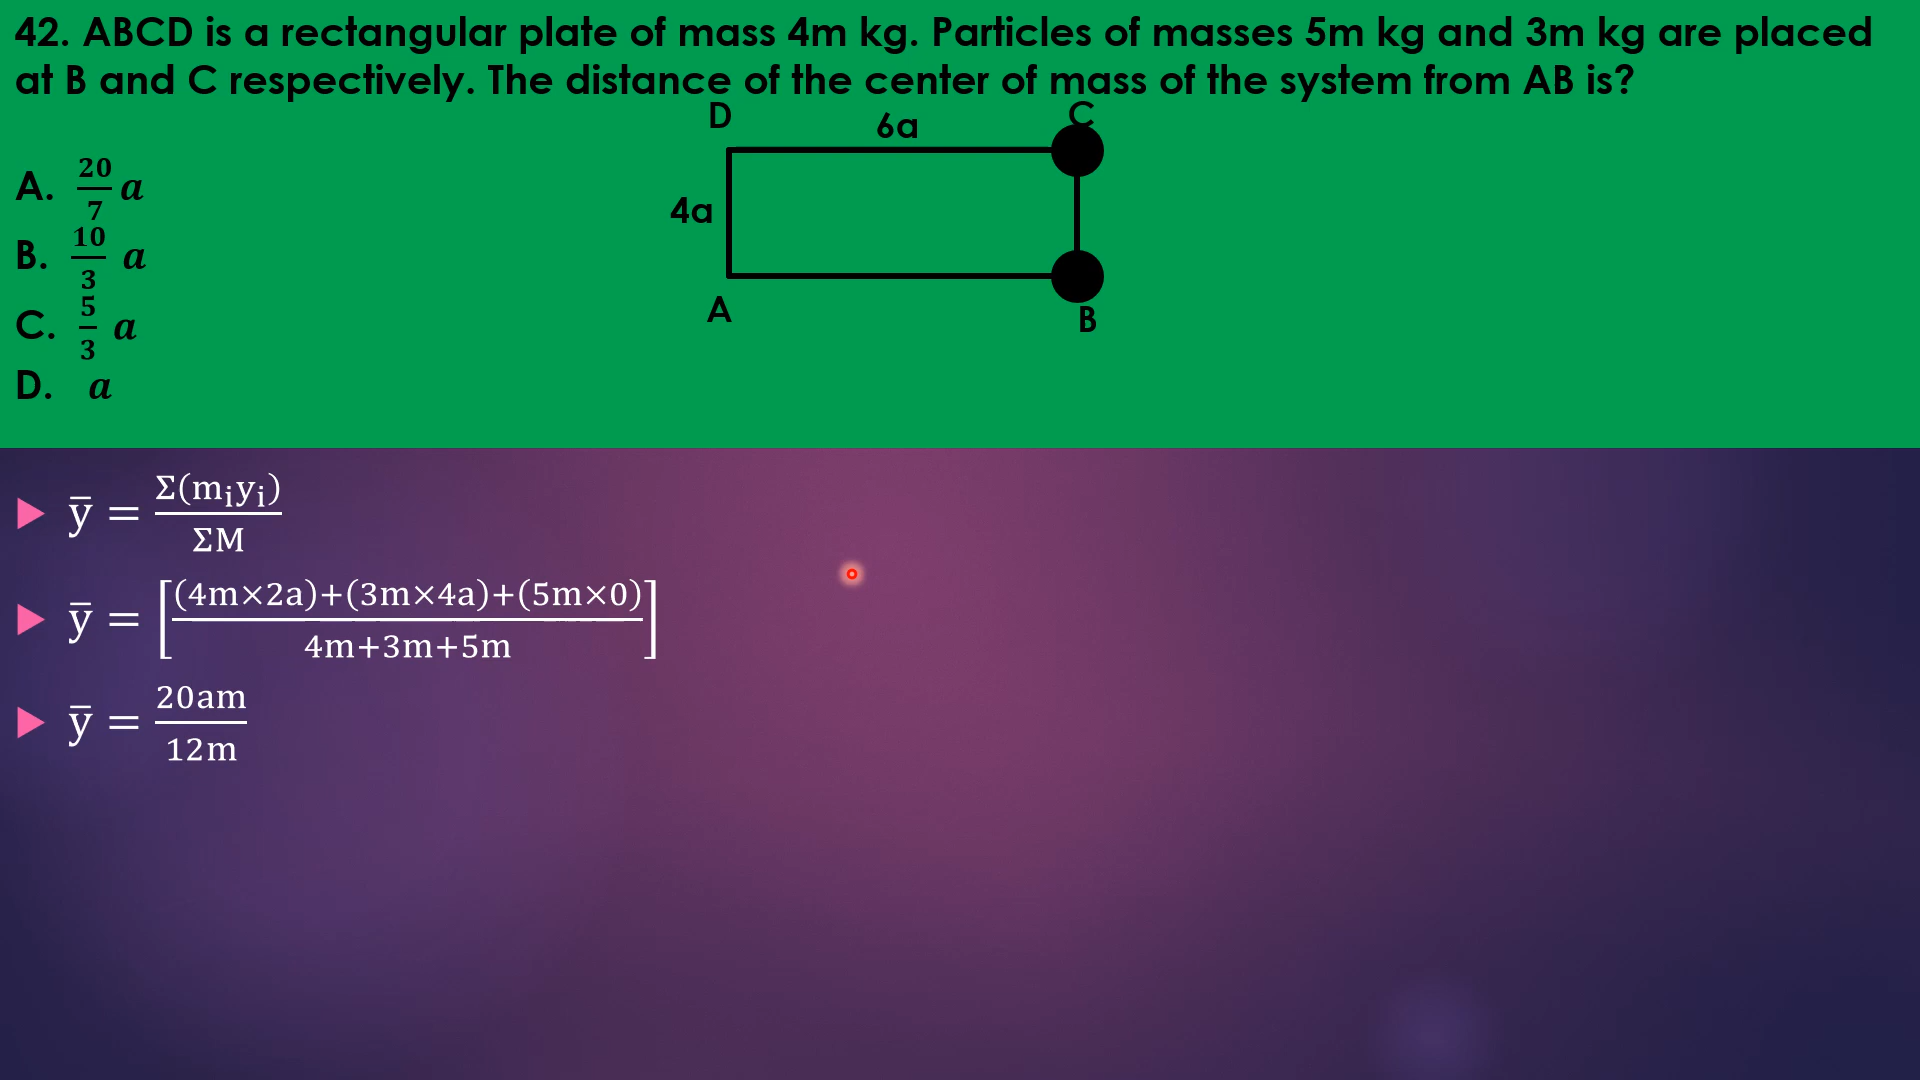 42. ABCD is a rectangular plate of mass 4m kg. Particles of masses 5m kg and 3m kg are placed
at B and C respectively. The distance of the center of mass of the system from AB is?
D
6a
C
4a
A
B
A. 20/7 a
B. 10/3 a
C. 5/3 a
D. a
ȳ = Σ(mᵢyᵢ)/ΣM
ȳ = [(4m×2a)+(3m×4a)+(5m×0)/4m+3m+5m]
ȳ = 20am/12m